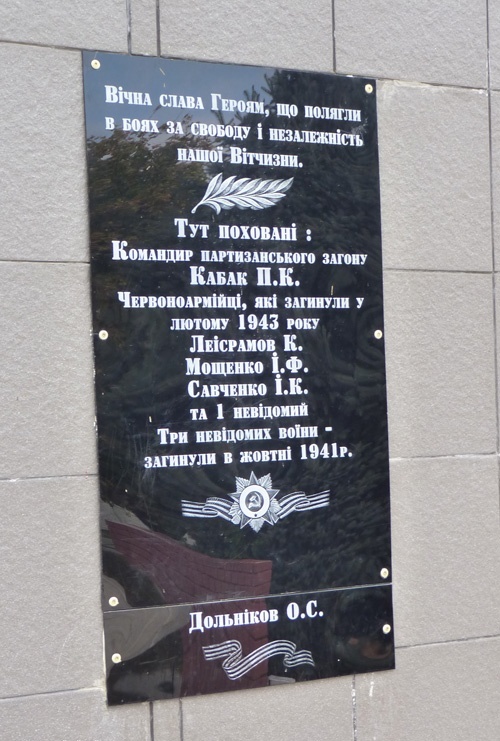 Вічна слава Героям, що полягли
в боях за свободу і незалежність
нашої Вітчизни.
Тут поховані :
Командир партизанського загону
Кабак П.К.
Червоноармійці, які загинули у
лютому 1943 року
Леісрамов К.
Мощенко І.Ф.
Савченко І.К.
та 1 невідомий
Три невідомих воїни -
загинули в жовтні 1941р.
Дольніков О.С.